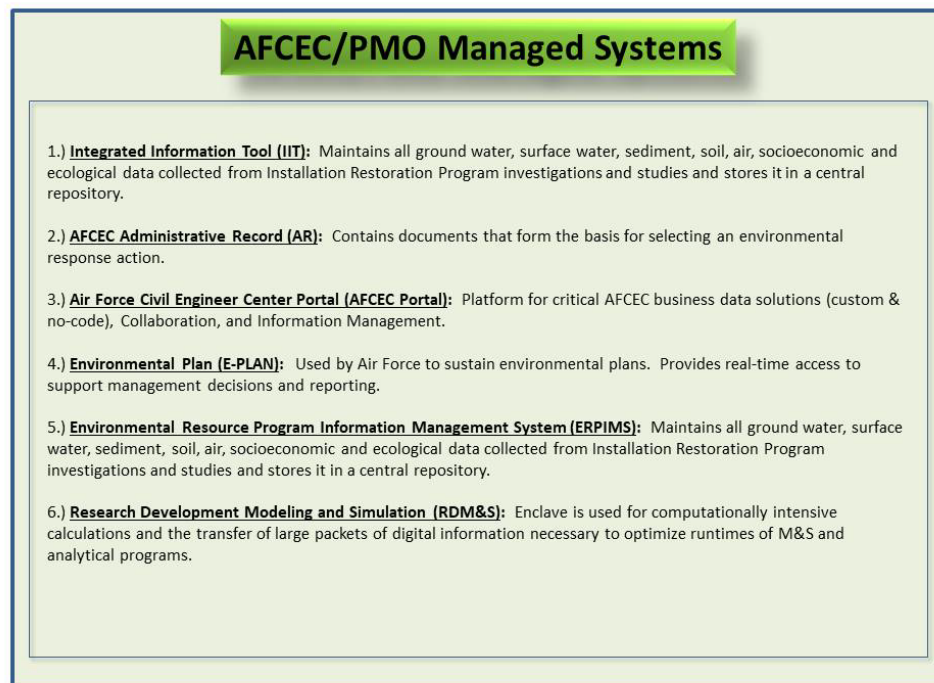 AFCEC/PMO Managed Systems
1.) Integrated Information Tool (IIT): Maintains all ground water, surface water, sediment, soil, air, socioeconomic and
ecological data collected from Installation Restoration Program investigations and studies and stores it in a central
repository.
2.) AFCEC Administrative Record (AR): Contains documents that form the basis for selecting an environmental
response action.
3.) Air Force Civil Engineer Center Portal (AFCEC Portal): Platform for critical AFCEC business data solutions (custom &
no-code), Collaboration, and Information Management.
4.) Environmental Plan (E-PLAN): Used by Air Force to sustain environmental plans. Provides real-time access to
support management decisions and reporting.
5.) Environmental Resource Program Information Management System (ERPIMS): Maintains all ground water, surface
water, sediment, soil, air, socioeconomic and ecological data collected from Installation Restoration Program
investigations and studies and stores it in a central repository.
6.) Research Development Modeling and Simulation (RDM&S): Enclave is used for computationally intensive
calculations and the transfer of large packets of digital information necessary to optimize runtimes of M&S and
analytical programs.